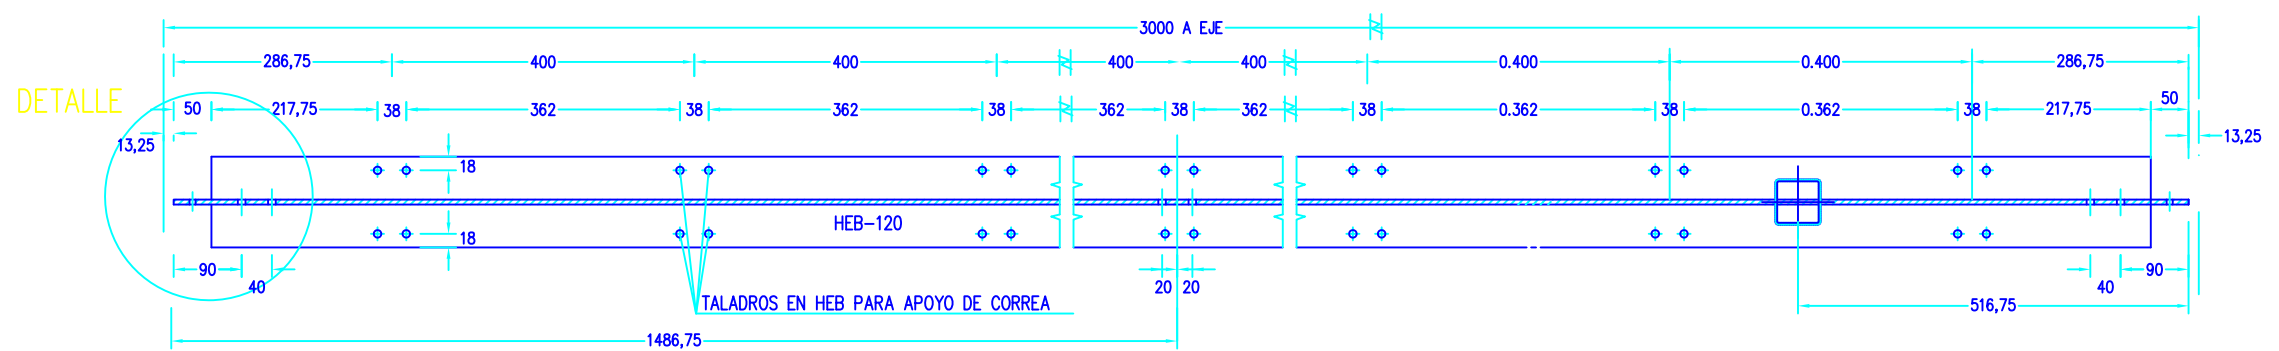 3000 A EJE
286,75 400 400 400 400 0.400 0.400 286,75
DETALLE
50 217,75 38 362 38 362 38 362 38 362 38 0.362 38 0.362 38 217,75 50
13,25 13,25
18
HEB-120
18
90 40 20 20 40 90
TALADROS EN HEB PARA APOYO DE CORREA
516,75
1486,75